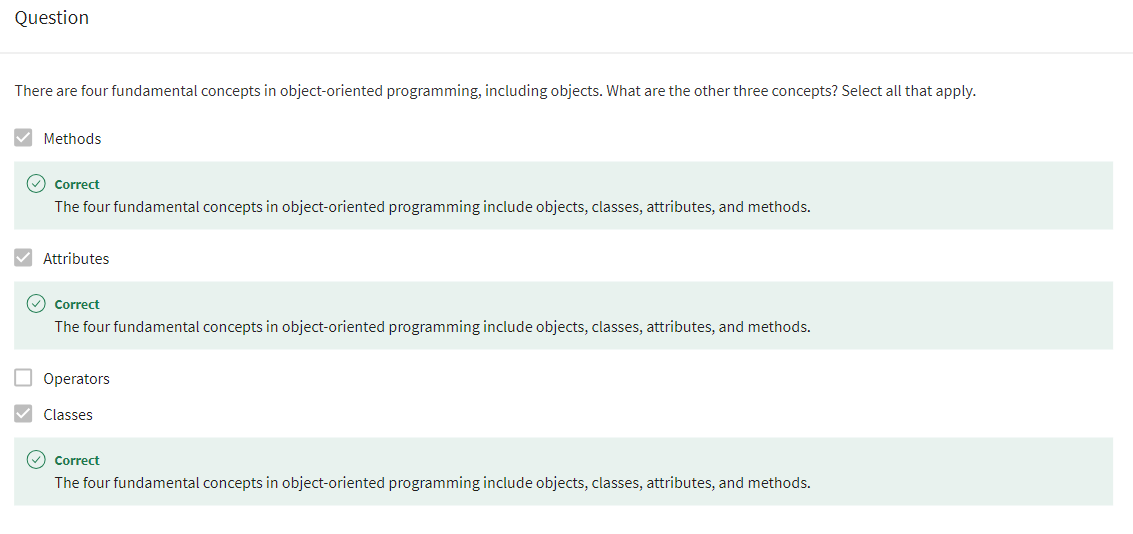 Question
There are four fundamental concepts in object-oriented programming, including objects. What are the other three concepts? Select all that apply.
Methods
Correct
The four fundamental concepts in object-oriented programming include objects, classes, attributes, and methods.
Attributes
Correct
The four fundamental concepts in object-oriented programming include objects, classes, attributes, and methods.
Operators
Classes
Correct
The four fundamental concepts in object-oriented programming include objects, classes, attributes, and methods.